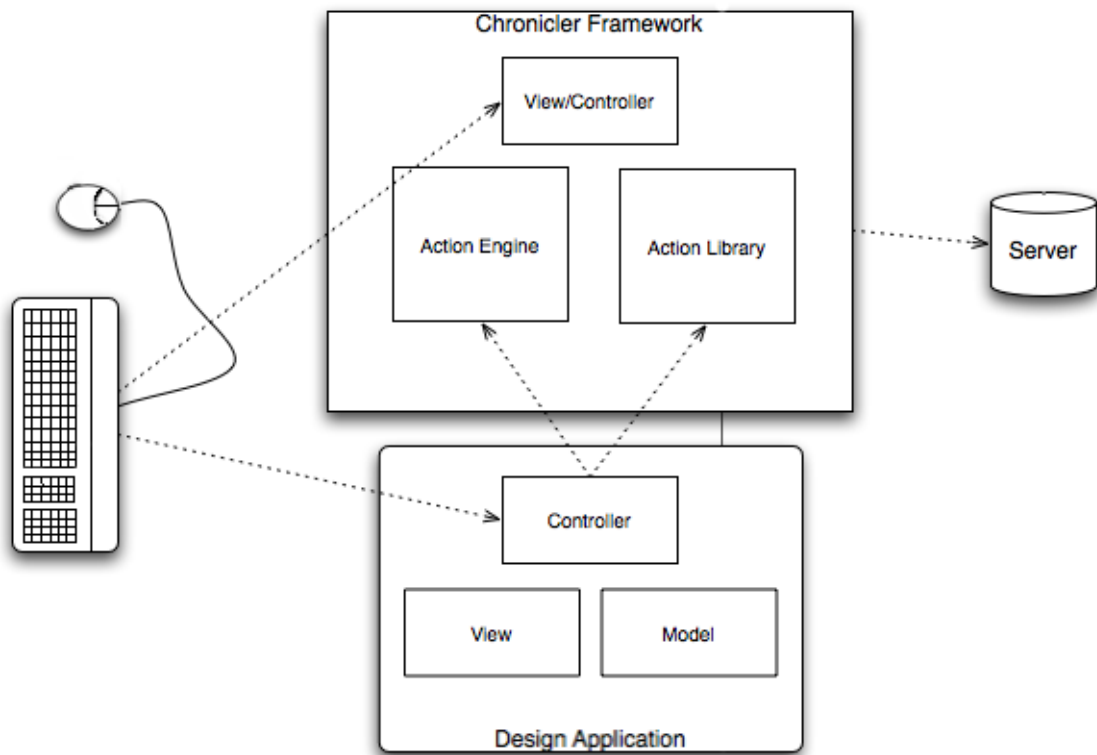 Chronicler Framework
View/Controller
Action Engine
Action Library
Server
Controller
View
Model
Design Application